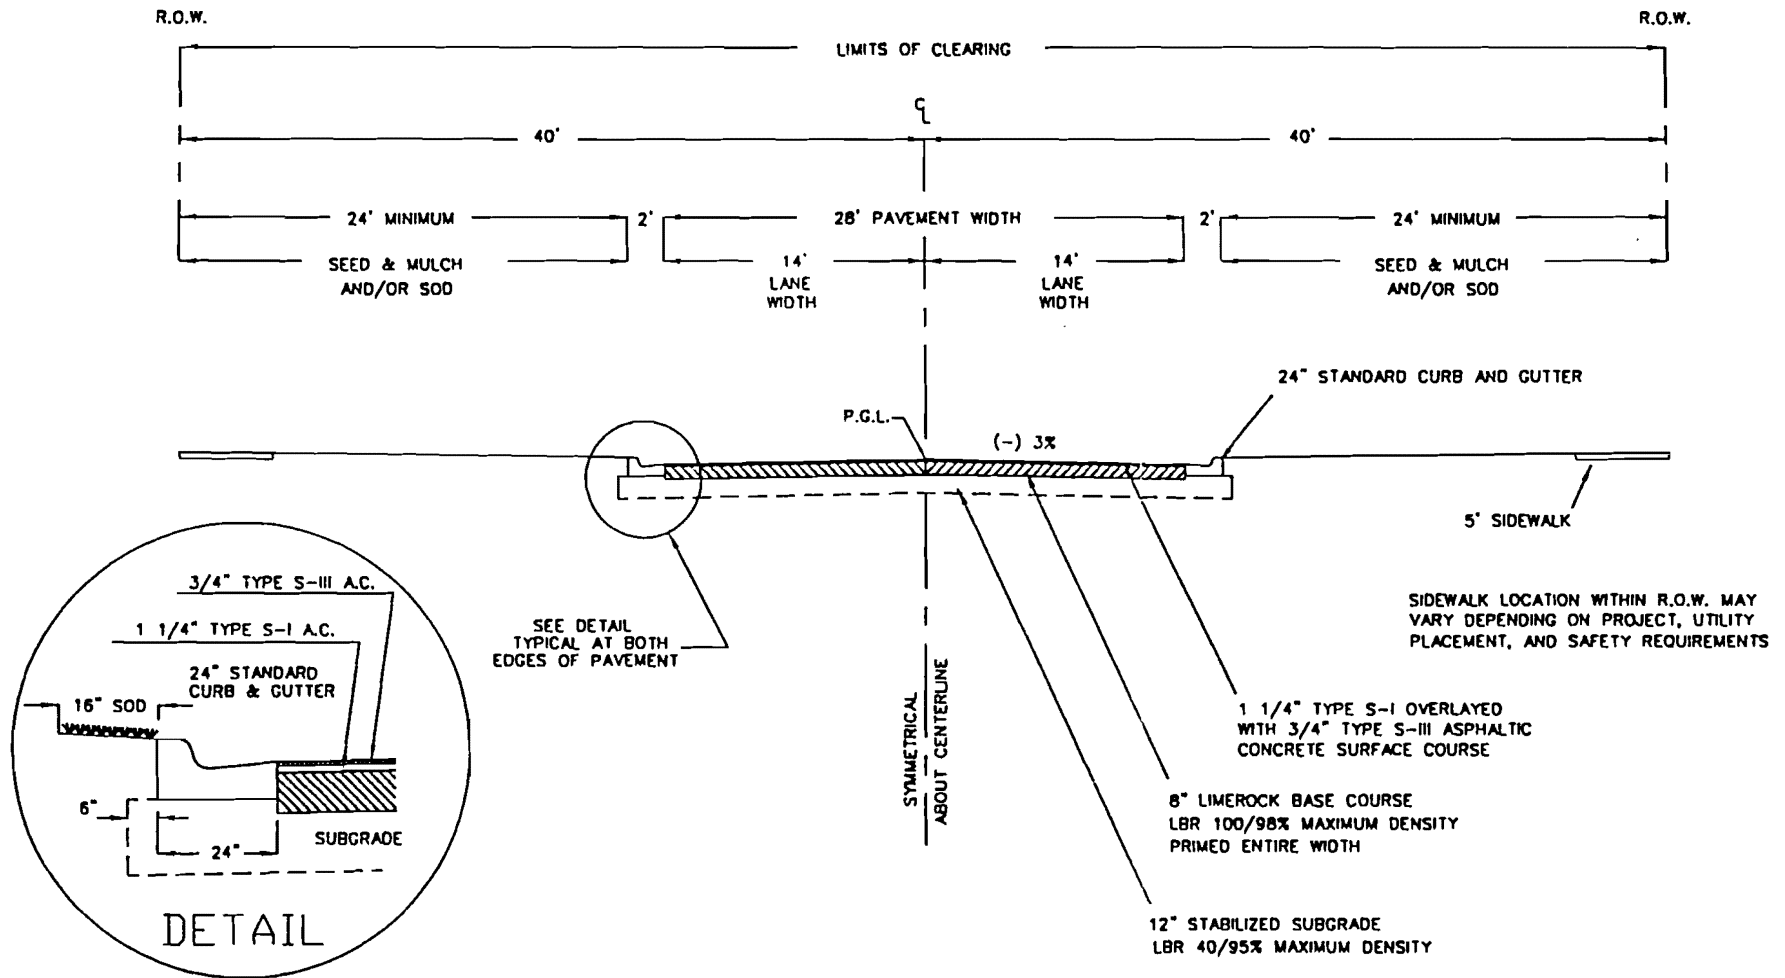 R.O.W.
R.O.W.
LIMITS OF CLEARING
CL
40'
40'
24' MINIMUM
2'
28' PAVEMENT WIDTH
2'
24' MINIMUM
SEED & MULCH
AND/OR SOD
14'
LANE
WIDTH
14'
LANE
WIDTH
SEED & MULCH
AND/OR SOD
24" STANDARD CURB AND GUTTER
P.G.L.
(-) 3%
5' SIDEWALK
SIDEWALK LOCATION WITHIN R.O.W. MAY
VARY DEPENDING ON PROJECT, UTILITY
PLACEMENT, AND SAFETY REQUIREMENTS
SEE DETAIL
TYPICAL AT BOTH
EDGES OF PAVEMENT
3/4" TYPE S-III A.C.
1 1/4" TYPE S-I A.C.
24" STANDARD
CURB & GUTTER
16" SOD
6"
24"
SUBGRADE
DETAIL
SYMMETRICAL
ABOUT CENTERLINE
1 1/4" TYPE S-I OVERLAYED
WITH 3/4" TYPE S-III ASPHALTIC
CONCRETE SURFACE COURSE
8" LIMEROCK BASE COURSE
LBR 100/98% MAXIMUM DENSITY
PRIMED ENTIRE WIDTH
12" STABILIZED SUBGRADE
LBR 40/95% MAXIMUM DENSITY